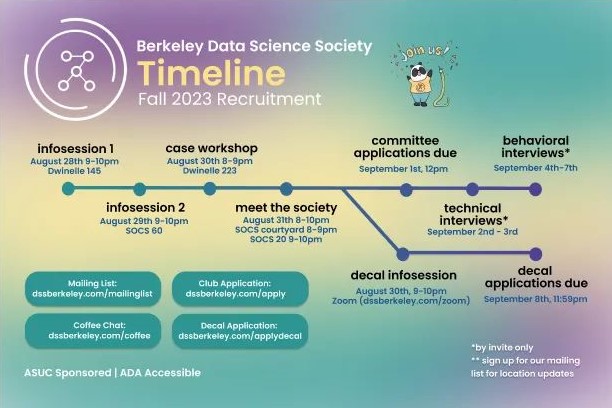 Berkeley Data Science Society
Timeline
Fall 2023 Recruitment
join us!
infosession 1
August 28th 9-10pm
Dwinelle 145
case workshop
August 30th 8-9pm
Dwinelle 223
committee
applications due
September 1st, 12pm
behavioral
interviews*
September 4th-7th
infosession 2
August 29th 9-10pm
SOCS 60
meet the society
August 31th 8-10pm
SOCS courtyard 8-9pm
SOCS 20 9-10pm
technical
interviews*
September 2nd - 3rd
decal infosession
August 30th, 9-10pm
Zoom (dssberkeley.com/zoom)
decal
applications due
September 8th, 11:59pm
Mailing List:
dssberkeley.com/mailinglist
Club Application:
dssberkeley.com/apply
Coffee Chat:
dssberkeley.com/coffee
Decal Application:
dssberkeley.com/applydecal
ASUC Sponsored | ADA Accessible
*by invite only
** sign up for our mailing
list for location updates